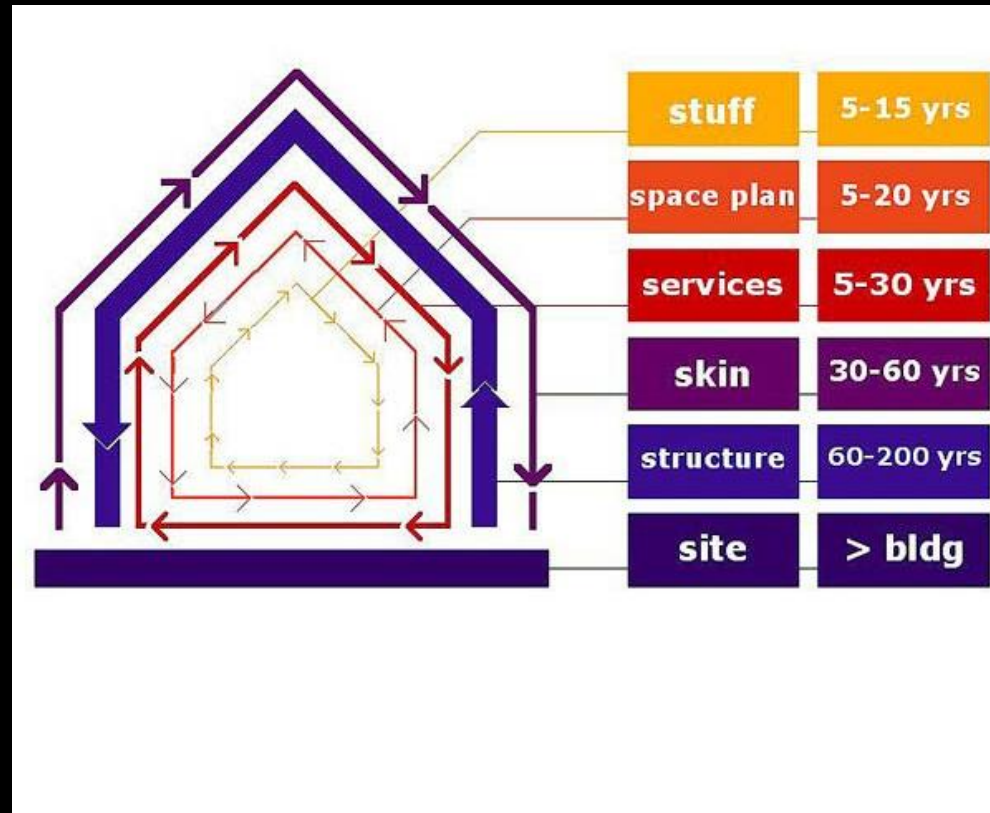 stuff 5-15 yrs
space plan 5-20 yrs
services 5-30 yrs
skin 30-60 yrs
structure 60-200 yrs
site > bldg